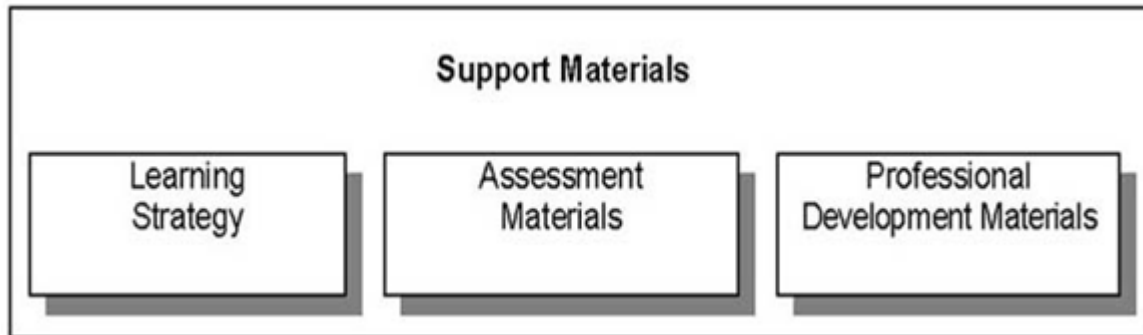 Support Materials
Learning
Strategy
Assessment
Materials
Professional
Development Materials